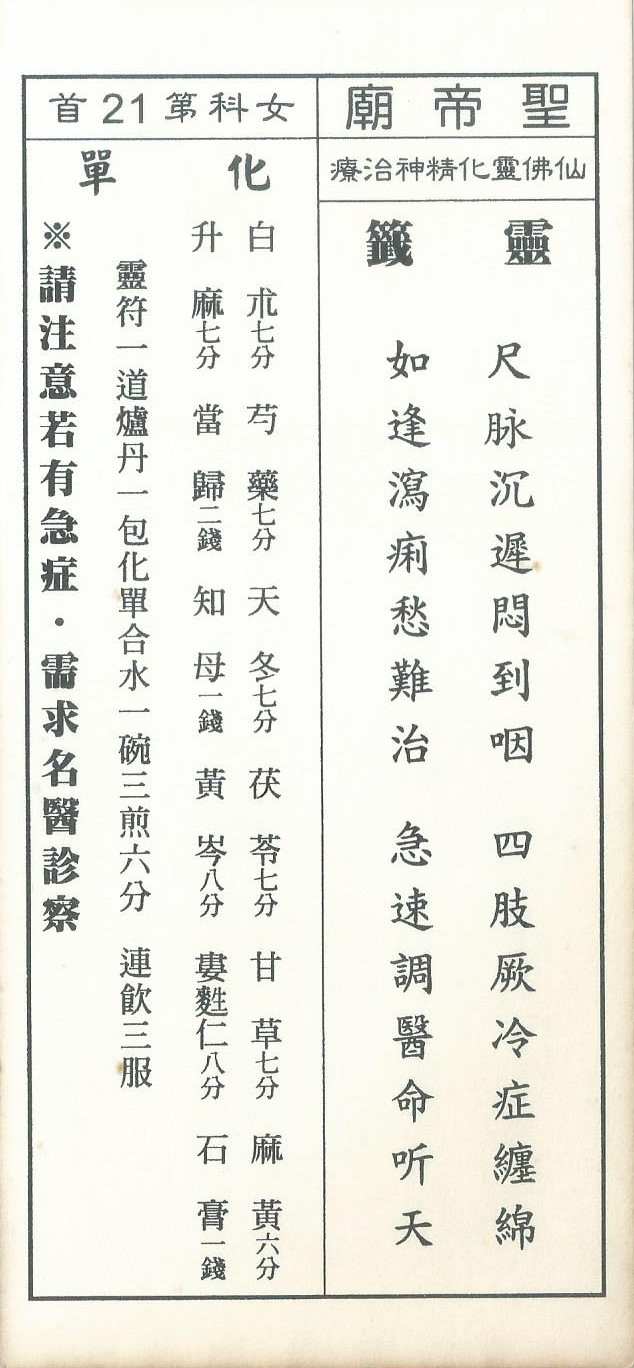 聖帝廟
仙佛靈化精神治療
靈籤
尺脉沉遲悶到咽 四肢厥冷症纏綿
如逢瀉痢愁難治 急速調醫命听天
女科第21首
化單
白朮七分 芍藥七分 天冬七分 茯苓七分 甘草七分 麻黃六分
升麻七分 當歸二錢 知母一錢 黃岑八分 婁甦仁八分 石膏一錢
靈符一道爐丹一包化單合水一碗三煎六分 連飲三服
※請注意若有急症·需求名醫診察